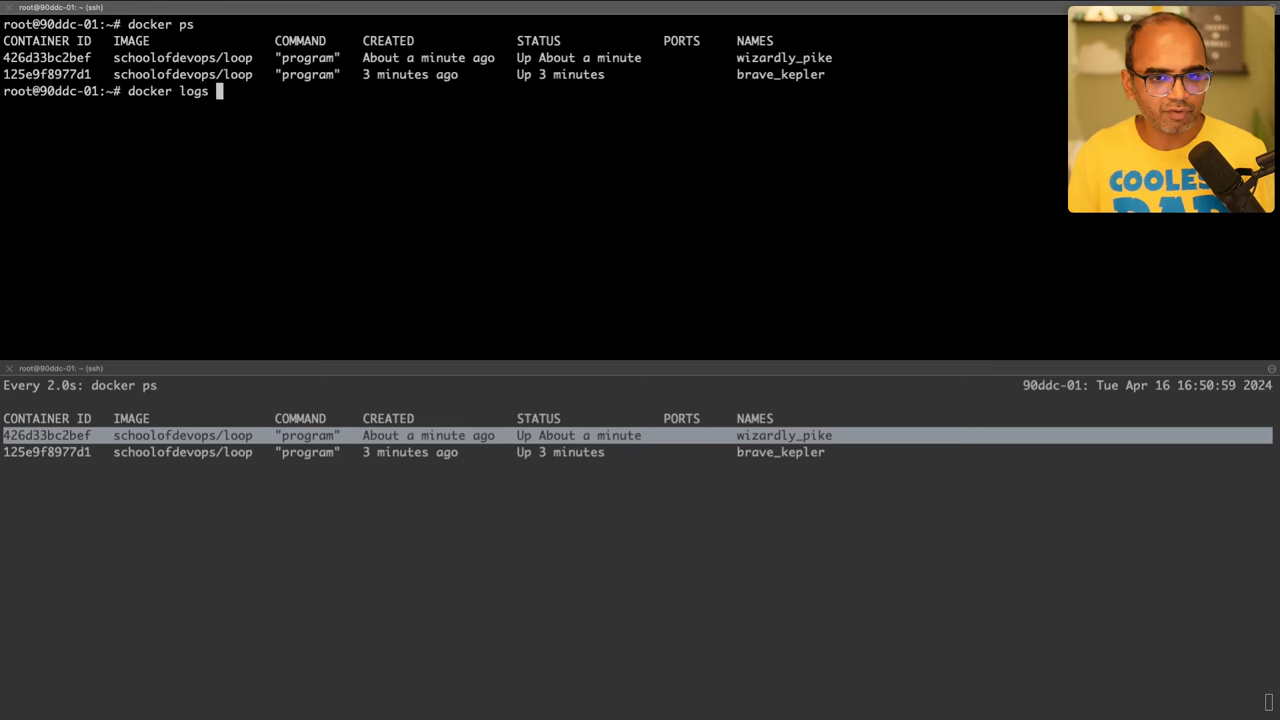 root@90ddc-01: ~ (ssh)
root@90ddc-01:~# docker ps
CONTAINER ID IMAGE COMMAND CREATED STATUS PORTS NAMES
426d33bc2bef schoolofdevops/loop "program" About a minute ago Up About a minute wizardly_pike
125e9f8977d1 schoolofdevops/loop "program" 3 minutes ago Up 3 minutes brave_kepler
root@90ddc-01:~# docker logs
COOLES
DAD
root@90ddc-01: ~ (ssh)
Every 2.0s: docker ps 90ddc-01: Tue Apr 16 16:50:59 2024
CONTAINER ID IMAGE COMMAND CREATED STATUS PORTS NAMES
426d33bc2bef schoolofdevops/loop "program" About a minute ago Up About a minute wizardly_pike
125e9f8977d1 schoolofdevops/loop "program" 3 minutes ago Up 3 minutes brave_kepler